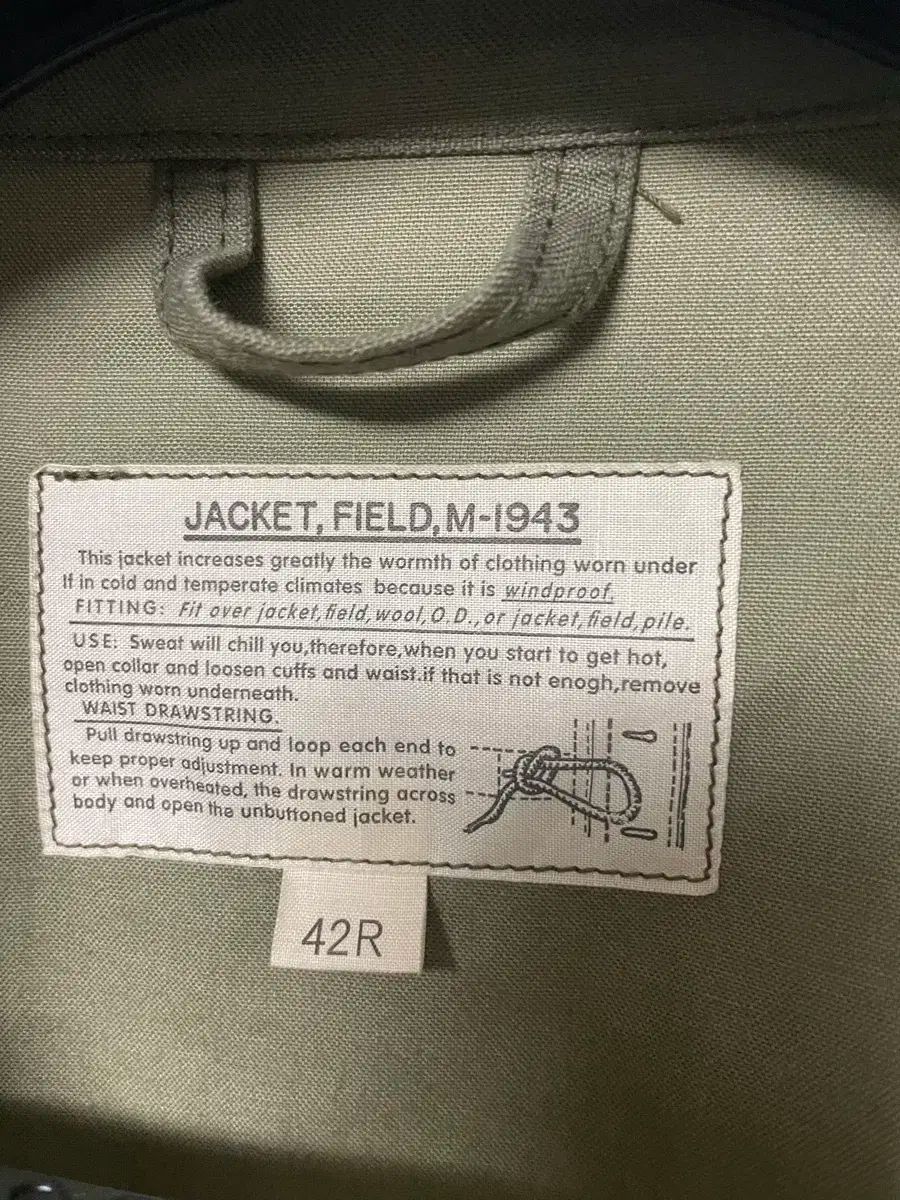 JACKET, FIELD, M-1943
This jacket increases greatly the wormth of clothing worn under
If in cold and temperate climates because it is windproof.
FITTING: Fit over jacket, field, wool, O.D., or jacket, field, pile.
USE: Sweat will chill you,therefore,when you start to get hot,
open collar and loosen cuffs and waist.if that is not enogh,remove
clothing worn underneath.
WAIST DRAWSTRING.
Pull drawstring up and loop each end to
keep proper adjustment. In warm weather
or when overheated, the drawstring across
body and open the unbuttoned jacket.
42R